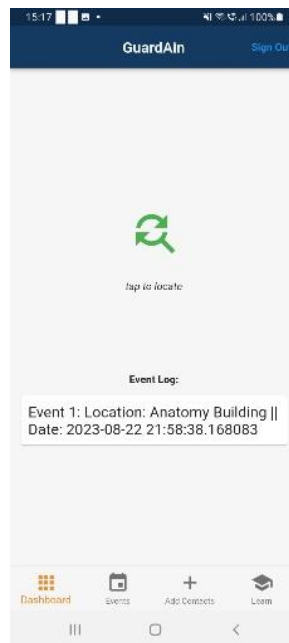 15:17 100%
GuardAIn Sign Ou
tap to locate
Event Log:
Event 1: Location: Anatomy Building ||
Date: 2023-08-22 21:58:38.168083
Dashboard Events Add Contacts Learn